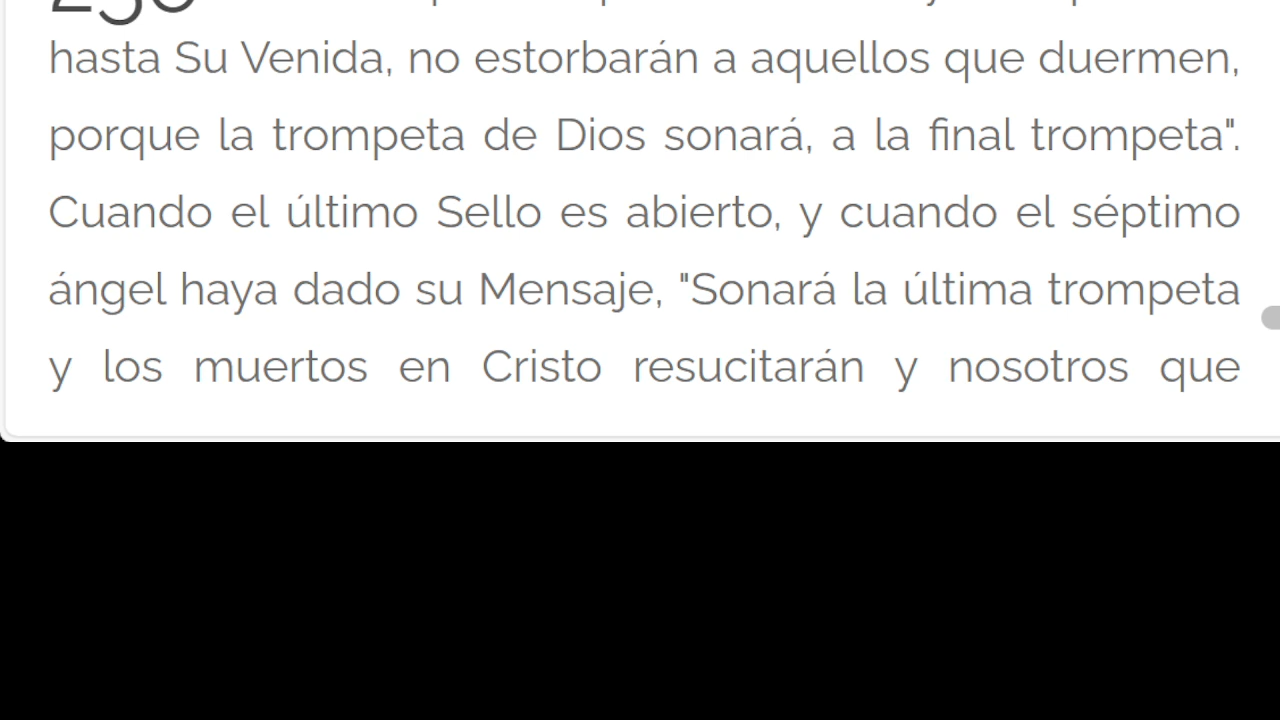 hasta Su Venida, no estorbarán a aquellos que duermen,
porque la trompeta de Dios sonará, a la final trompeta".
Cuando el último Sello es abierto, y cuando el séptimo
ángel haya dado su Mensaje, "Sonará la última trompeta
y los muertos en Cristo resucitarán y nosotros que